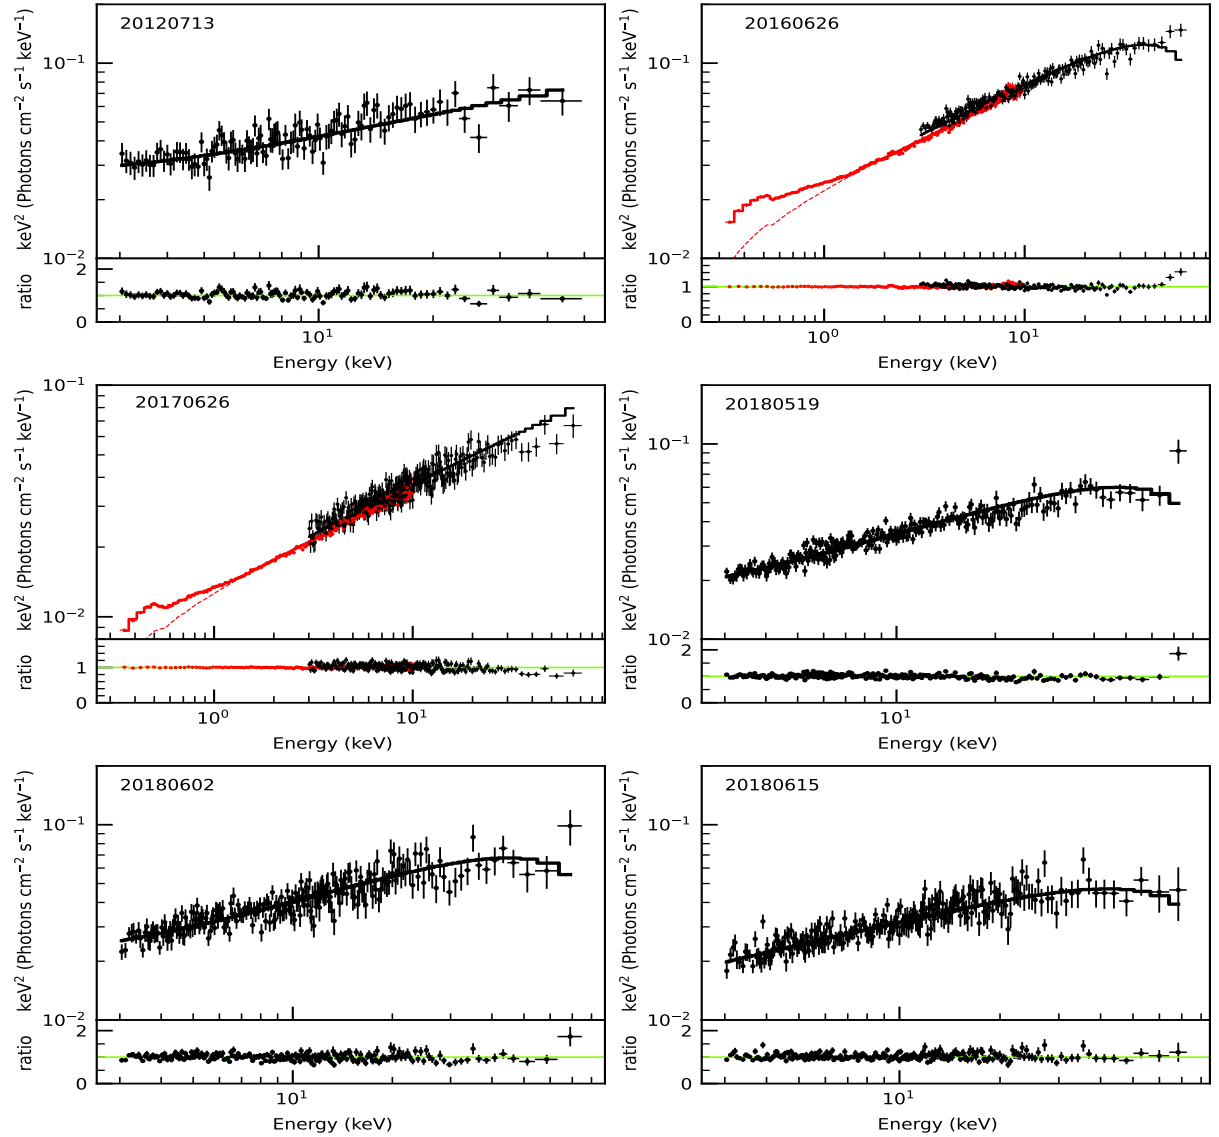 20120713
10⁻¹
10⁻²
keV² (Photons cm⁻² s⁻¹ keV⁻¹)
2
0
ratio
10¹
Energy (keV)
20160626
10⁻¹
10⁻²
keV² (Photons cm⁻² s⁻¹ keV⁻¹)
1
0
ratio
10⁰ 10¹
Energy (keV)
20170626
10⁻¹
10⁻²
keV² (Photons cm⁻² s⁻¹ keV⁻¹)
1
0
ratio
10⁰ 10¹
Energy (keV)
20180519
10⁻¹
10⁻²
keV² (Photons cm⁻² s⁻¹ keV⁻¹)
2
0
ratio
10¹
Energy (keV)
20180602
10⁻¹
10⁻²
keV² (Photons cm⁻² s⁻¹ keV⁻¹)
2
0
ratio
10¹
Energy (keV)
20180615
10⁻¹
10⁻²
keV² (Photons cm⁻² s⁻¹ keV⁻¹)
2
0
ratio
10¹
Energy (keV)